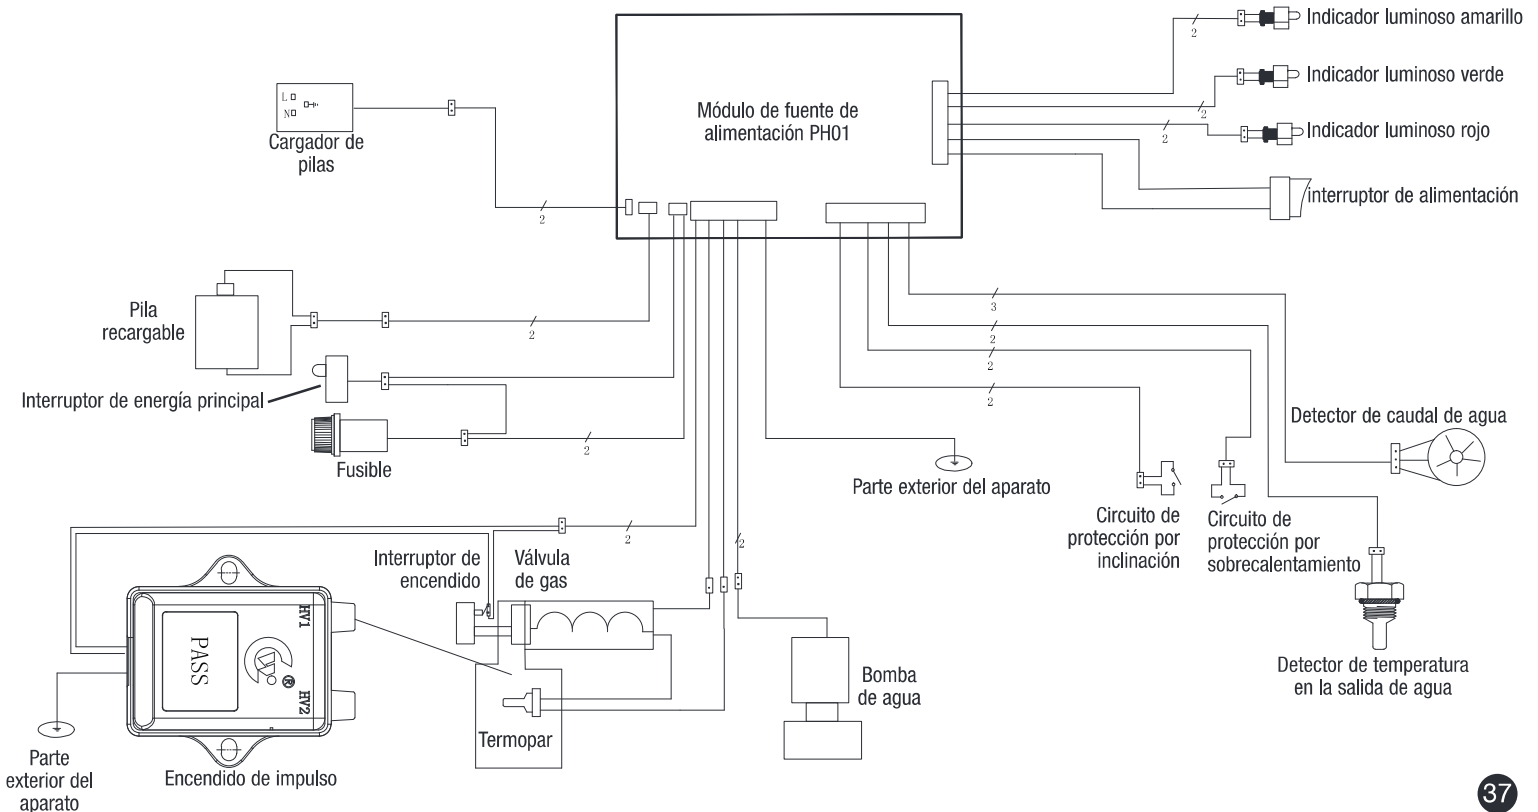 Indicador luminoso amarillo
2
Indicador luminoso verde
2
Indicador luminoso rojo
2
interruptor de alimentación
Módulo de fuente de
alimentación PH01
L
N
Cargador de
pilas
2
Pila
recargable
2
Interruptor de energía principal
Fusible
2
3
2
2
2
Detector de caudal de agua
Parte exterior del aparato
Circuito de
protección por
inclinación
Circuito de
protección por
sobrecalentamiento
Detector de temperatura
en la salida de agua
2
2
Interruptor de
encendido
Válvula
de gas
HV1
PASS
®
HV2
Termopar
Bomba
de agua
Encendido de impulso
Parte
exterior del
aparato
37